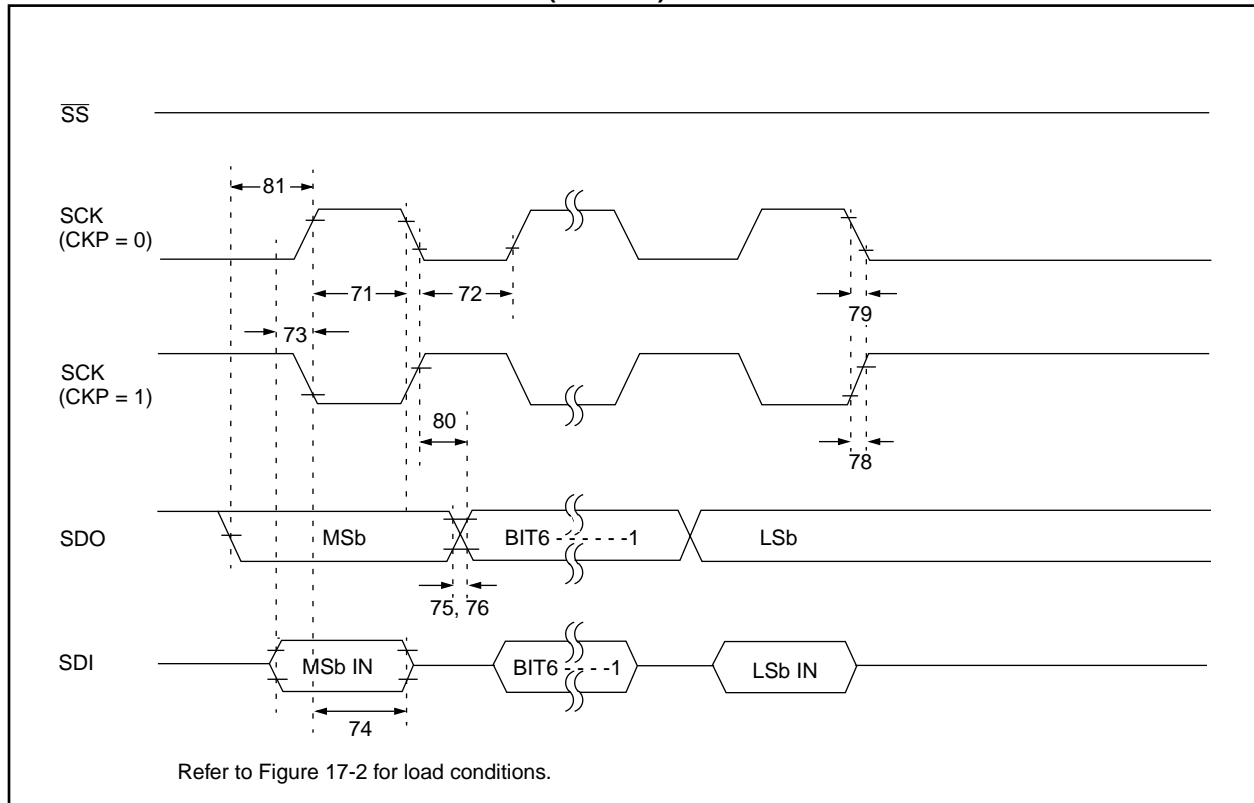 SS
81
SCK
(CKP = 0)
71
72
79
73
SCK
(CKP = 1)
80
78
SDO
MSb
BIT6 - - - - - -1
LSb
75, 76
SDI
MSb IN
BIT6 - - - -1
LSb IN
74
Refer to Figure 17-2 for load conditions.